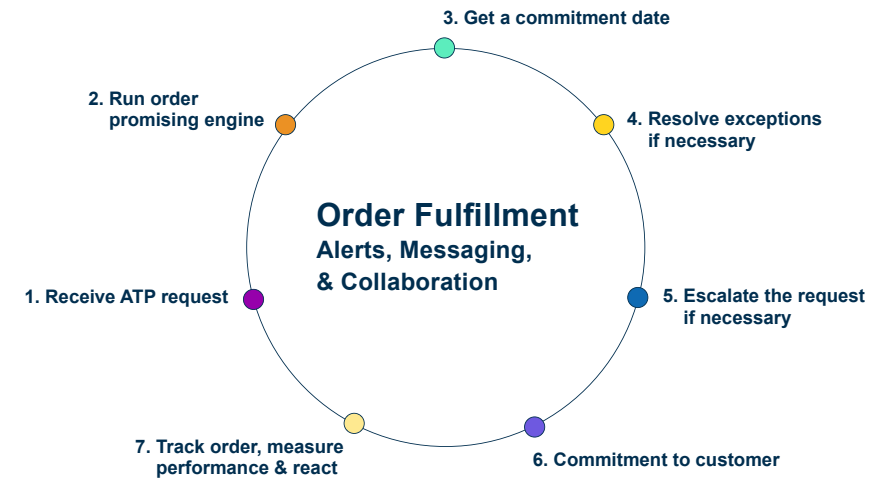 3. Get a commitment date
2. Run order
promising engine
4. Resolve exceptions
if necessary
Order Fulfillment
Alerts, Messaging,
& Collaboration
1. Receive ATP request
5. Escalate the request
if necessary
7. Track order, measure
performance & react
6. Commitment to customer